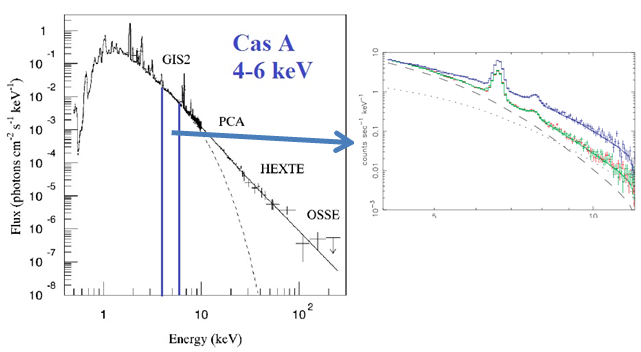 Cas A
4-6 keV
GIS2
PCA
HEXTE
OSSE
Flux (photons cm⁻² s⁻¹ keV⁻¹)
1
10⁻¹
10⁻²
10⁻³
10⁻⁴
10⁻⁵
10⁻⁶
10⁻⁷
10⁻⁸
1
10
10²
Energy (keV)
counts sec⁻¹ keV⁻¹
10
1
0.1
0.01
10⁻³
5
10